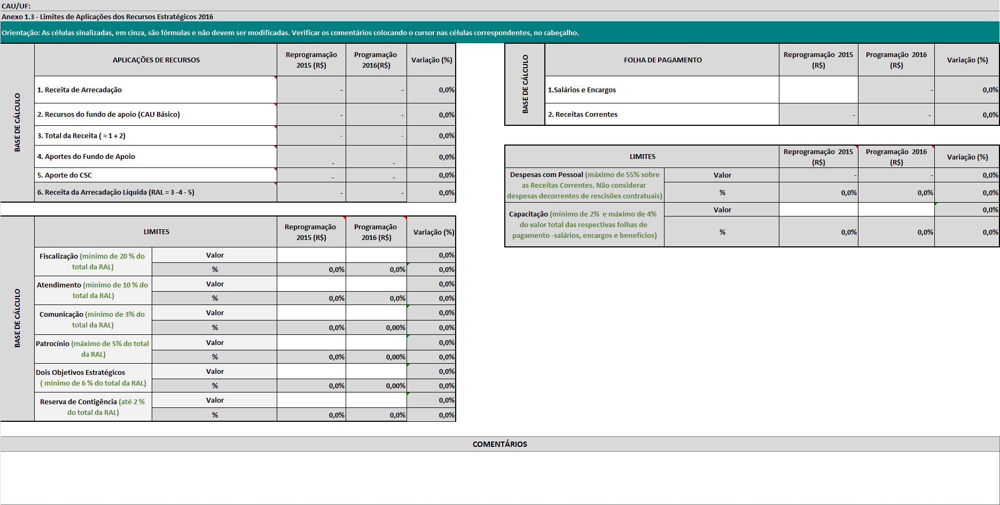 CAU/UF:
Anexo 1.3 - Limites de Aplicações dos Recursos Estratégicos 2016
Orientação: As células sinalizadas, em cinza, são fórmulas e não devem ser modificadas. Verificar os comentários colocando o cursor nas células correspondentes, no cabeçalho.
BASE DE CÁLCULO
APLICAÇÕES DE RECURSOS
Reprogramação
2015 (R$)
Programação
2016(R$)
Variação (%)
1. Receita de Arrecadação - - 0,0%
2. Recursos do fundo de apoio (CAU Básico) - - 0,0%
3. Total da Receita ( = 1 + 2) - - 0,0%
4. Aportes do Fundo de Apoio - - 0,0%
5. Aporte do CSC - - 0,0%
6. Receita da Arrecadação Líquida (RAL = 3 -4 - 5) - - 0,0%
BASE DE CÁLCULO
LIMITES
Reprogramação
2015 (R$)
Programação
2016 (R$)
Variação (%)
Fiscalização (mínimo de 20 % do
total da RAL)
Valor 0,0%
% 0,0% 0,0% 0,0%
Atendimento (mínimo de 10 % do
total da RAL)
Valor 0,0%
% 0,0% 0,0% 0,0%
Comunicação (mínimo de 3% do
total da RAL)
Valor 0,0%
% 0,0% 0,00% 0,0%
Patrocínio (máximo de 5% do total
da RAL)
Valor 0,0%
% 0,0% 0,00% 0,0%
Dois Objetivos Estratégicos
( mínimo de 6 % do total da RAL)
Valor 0,0%
% 0,0% 0,00% 0,0%
Reserva de Contigência (até 2 %
do total da RAL)
Valor 0,0%
% 0,0% 0,0% 0,0%
BASE DE CÁLCULO
FOLHA DE PAGAMENTO
Reprogramação 2015
(R$)
Programação 2016
(R$)
Variação (%)
1.Salários e Encargos - 0,0%
2. Receitas Correntes - - 0,0%
LIMITES
Reprogramação 2015
(R$)
Programação 2016
(R$)
Variação (%)
Despesas com Pessoal (máximo de 55% sobre
as Receitas Correntes. Não considerar
despesas decorrentes de rescisões contratuais)
Valor - - 0,0%
% 0,0% 0,0% 0,0%
Capacitação (mínimo de 2% e máximo de 4%
do valor total das respectivas folhas de
pagamento -salários, encargos e benefícios)
Valor 0,0%
% 0,0% 0,0% 0,0%
COMENTÁRIOS